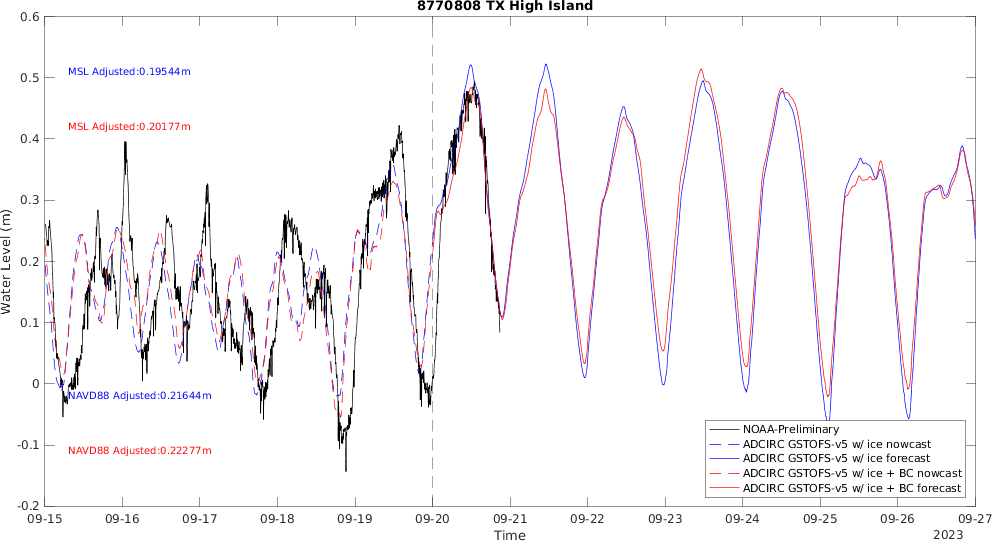 8770808 TX High Island
0.6
0.5
0.4
0.3
0.2
0.1
0
-0.1
-0.2
Water Level (m)
MSL Adjusted:0.19544m
MSL Adjusted:0.20177m
NAVD88 Adjusted:0.21644m
NAVD88 Adjusted:0.22277m
NOAA-Preliminary
ADCIRC GSTOFS-v5 w/ ice nowcast
ADCIRC GSTOFS-v5 w/ ice forecast
ADCIRC GSTOFS-v5 w/ ice + BC nowcast
ADCIRC GSTOFS-v5 w/ ice + BC forecast
09-15 09-16 09-17 09-18 09-19 09-20 09-21 09-22 09-23 09-24 09-25 09-26 09-27
Time
2023